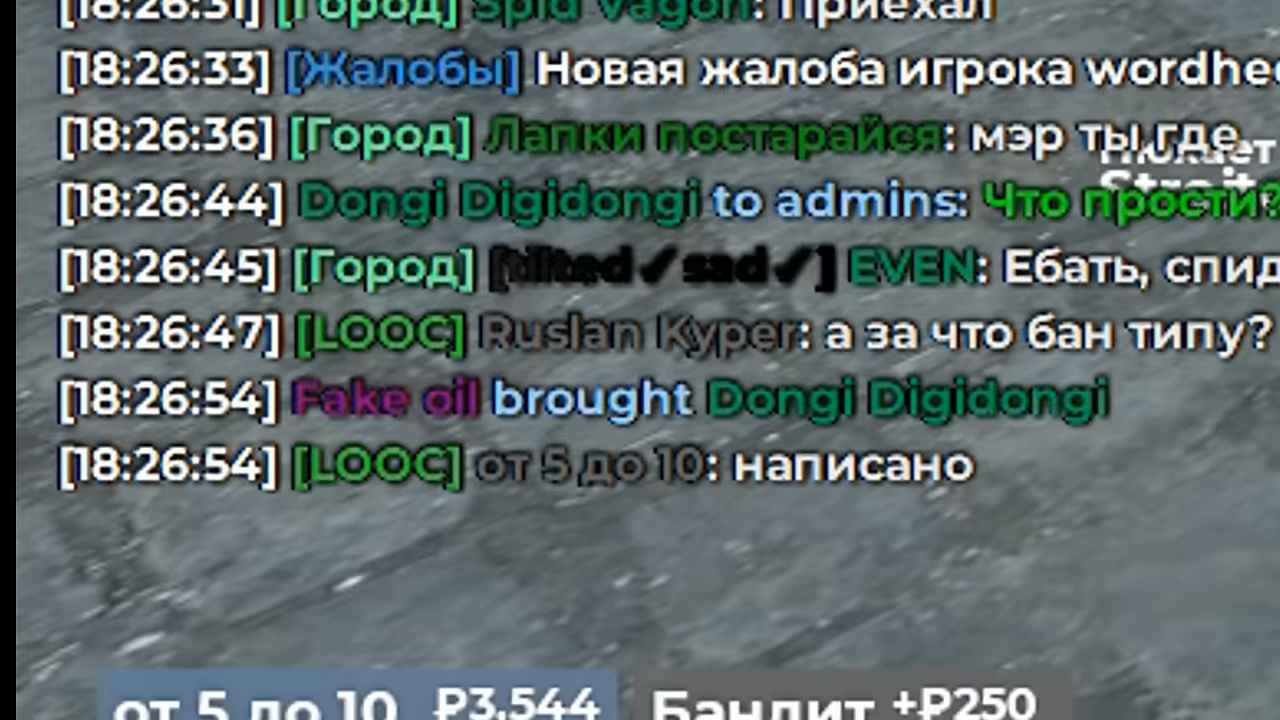 [18:26:31] [Город] Spid Vagon: Приехал
[18:26:33] [Жалобы] Новая жалоба игрока wordhe
[18:26:36] [Город] Лапки постарайся: мэр ты где
[18:26:44] Dongi Digidongi to admins: Что прости?
[18:26:45] [Город] [tilted✓sad✓] EVEN: Ебать, спид
[18:26:47] [LOOC] Ruslan Kyper: а за что бан типу?
[18:26:54] Fake oil brought Dongi Digidongi
[18:26:54] [LOOC] от 5 до 10: написано
от 5 до 10 ₽3,544 Бандит +₽250